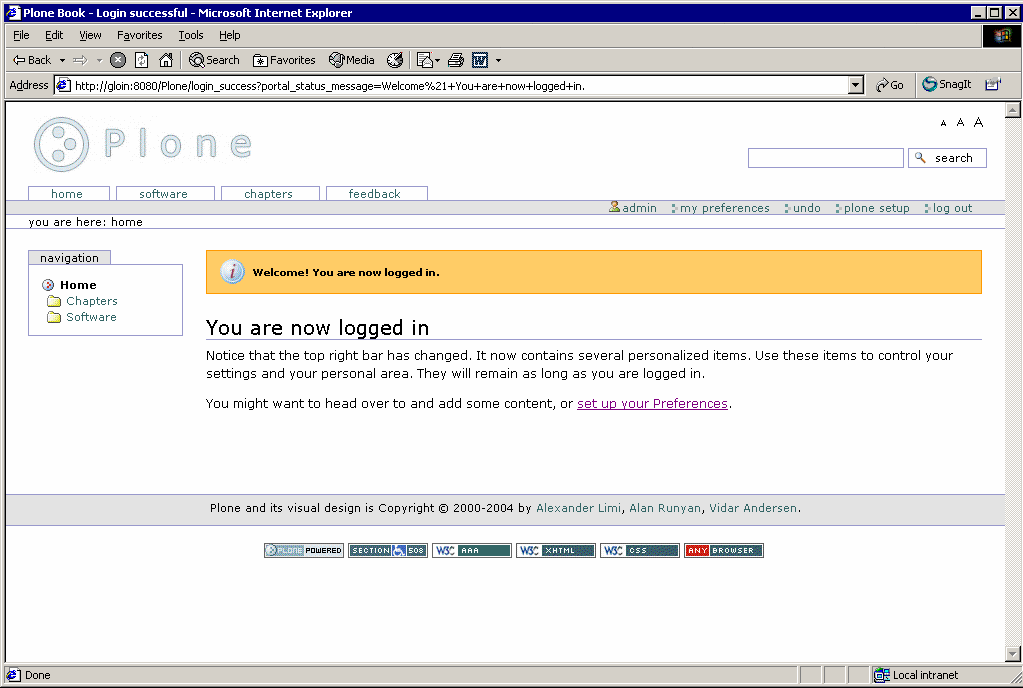 Plone Book - Login successful - Microsoft Internet Explorer
File Edit View Favorites Tools Help
Back Search Favorites Media
Address http://gloin:8080/Plone/login_success?portal_status_message=Welcome%21+You+are+now+logged+in. Go SnagIt
A A A
Plone
search
home software chapters feedback
admin my preferences undo plone setup log out
you are here: home
navigation
Home
Chapters
Software
Welcome! You are now logged in.
You are now logged in
Notice that the top right bar has changed. It now contains several personalized items. Use these items to control your
settings and your personal area. They will remain as long as you are logged in.
You might want to head over to and add some content, or set up your Preferences.
Plone and its visual design is Copyright © 2000-2004 by Alexander Limi, Alan Runyan, Vidar Andersen.
PLONE POWERED SECTION 508 W3C AAA W3C XHTML W3C CSS ANY BROWSER
Done Local intranet